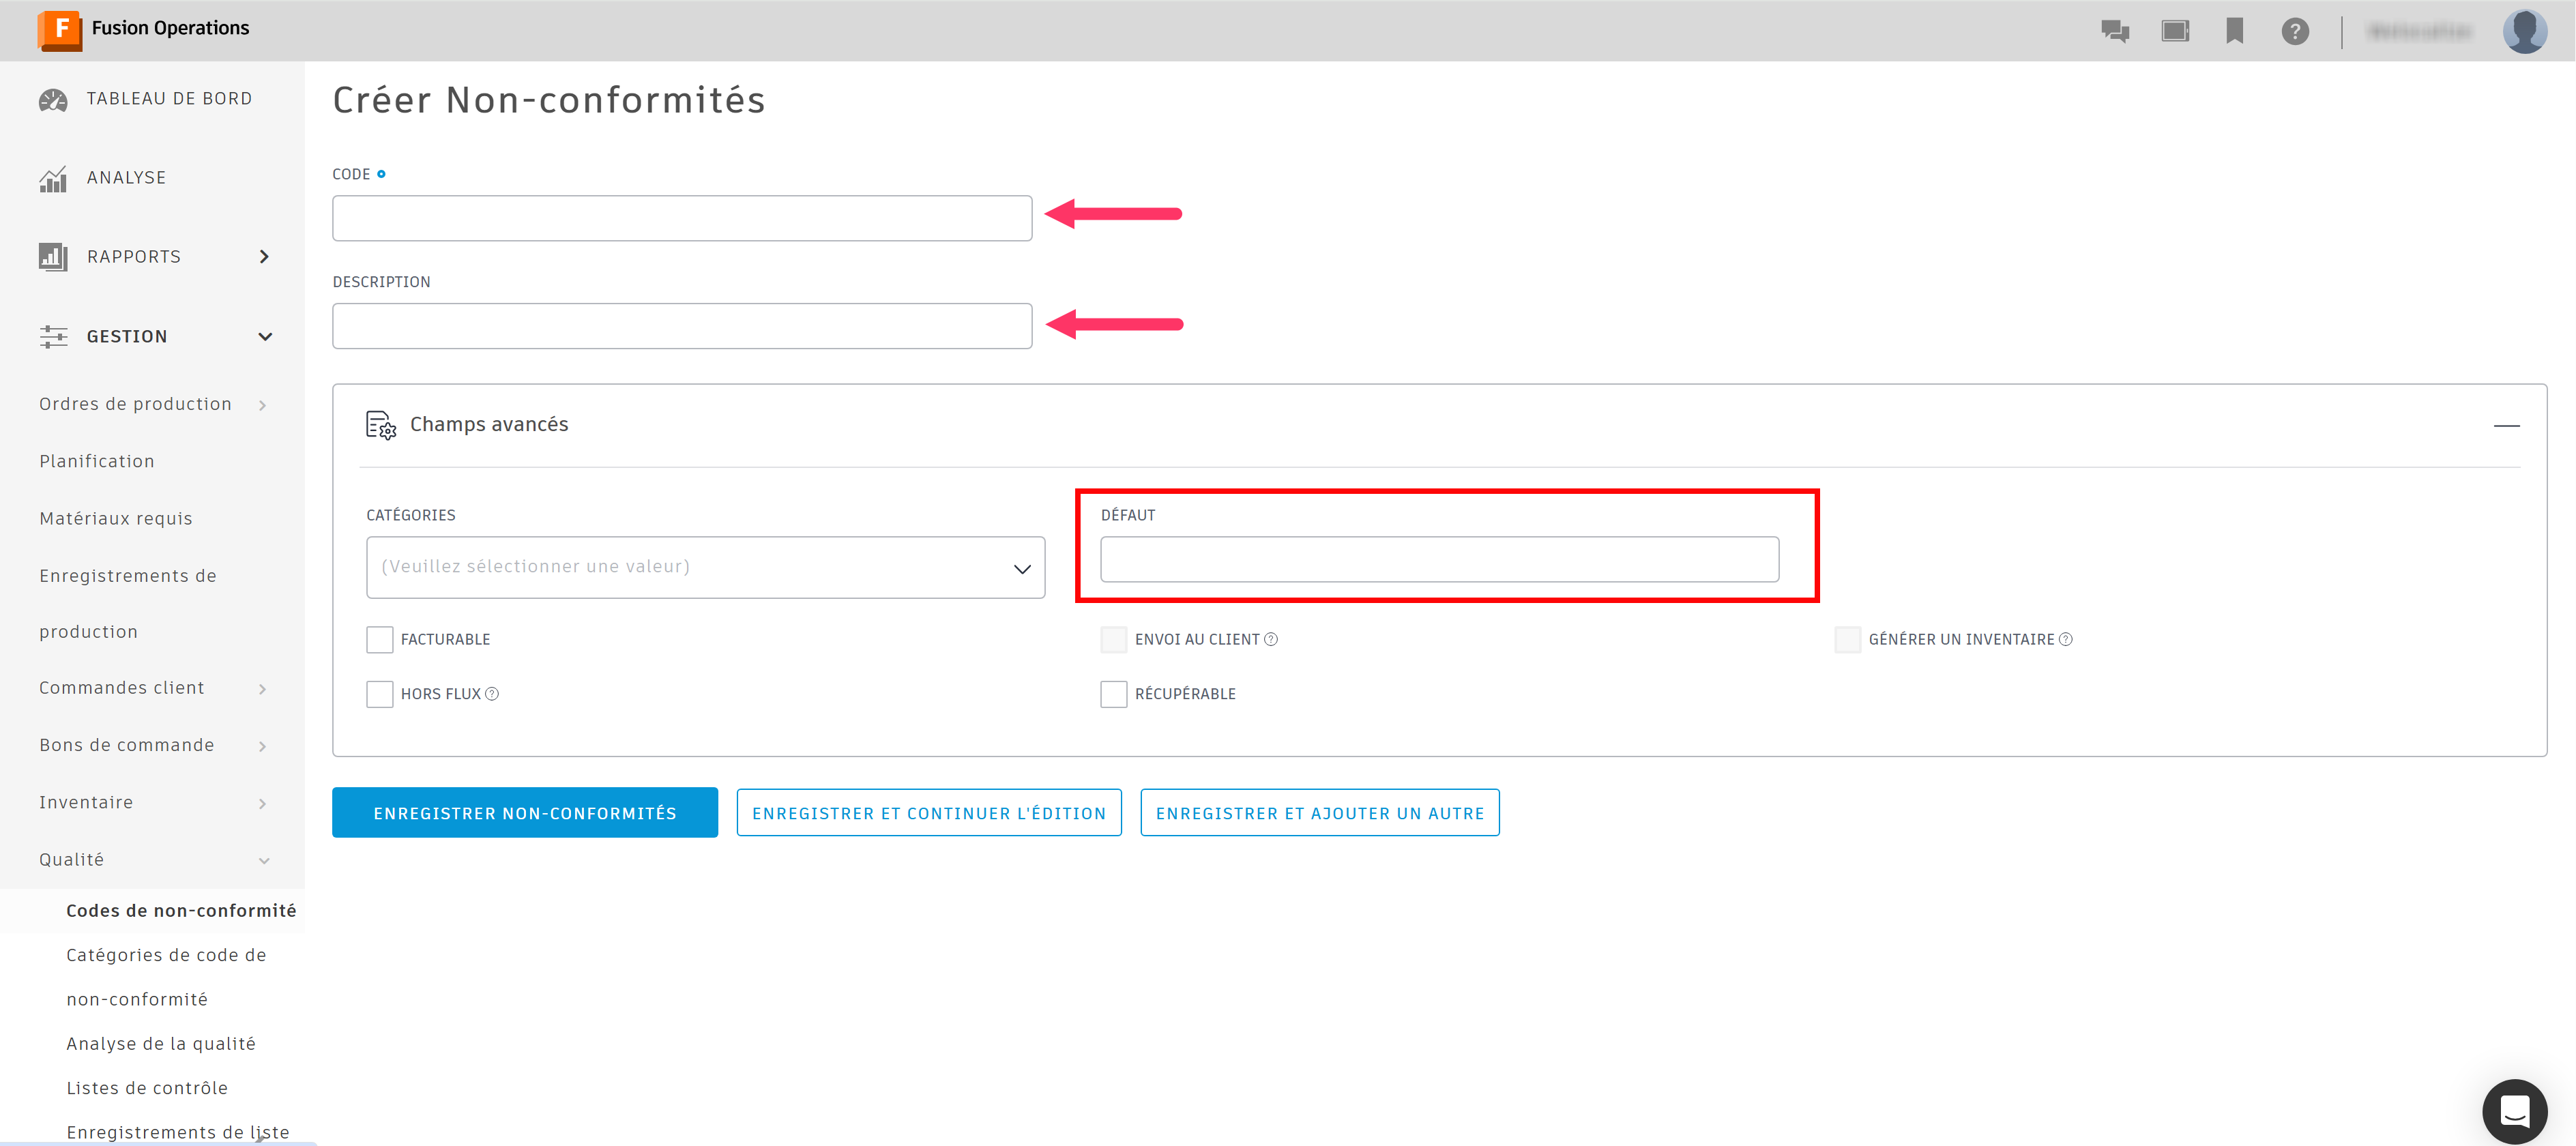 F Fusion Operations
TABLEAU DE BORD
ANALYSE
RAPPORTS
GESTION
Ordres de production
Planification
Matériaux requis
Enregistrements de
production
Commandes client
Bons de commande
Inventaire
Qualité
Codes de non-conformité
Catégories de code de
non-conformité
Analyse de la qualité
Listes de contrôle
Enregistrements de liste
Créer Non-conformités
CODE
DESCRIPTION
Champs avancés
CATÉGORIES
(Veuillez sélectionner une valeur)
DÉFAUT
FACTURABLE
ENVOI AU CLIENT ?
GÉNÉRER UN INVENTAIRE ?
HORS FLUX ?
RÉCUPÉRABLE
ENREGISTRER NON-CONFORMITÉS
ENREGISTRER ET CONTINUER L'ÉDITION
ENREGISTRER ET AJOUTER UN AUTRE